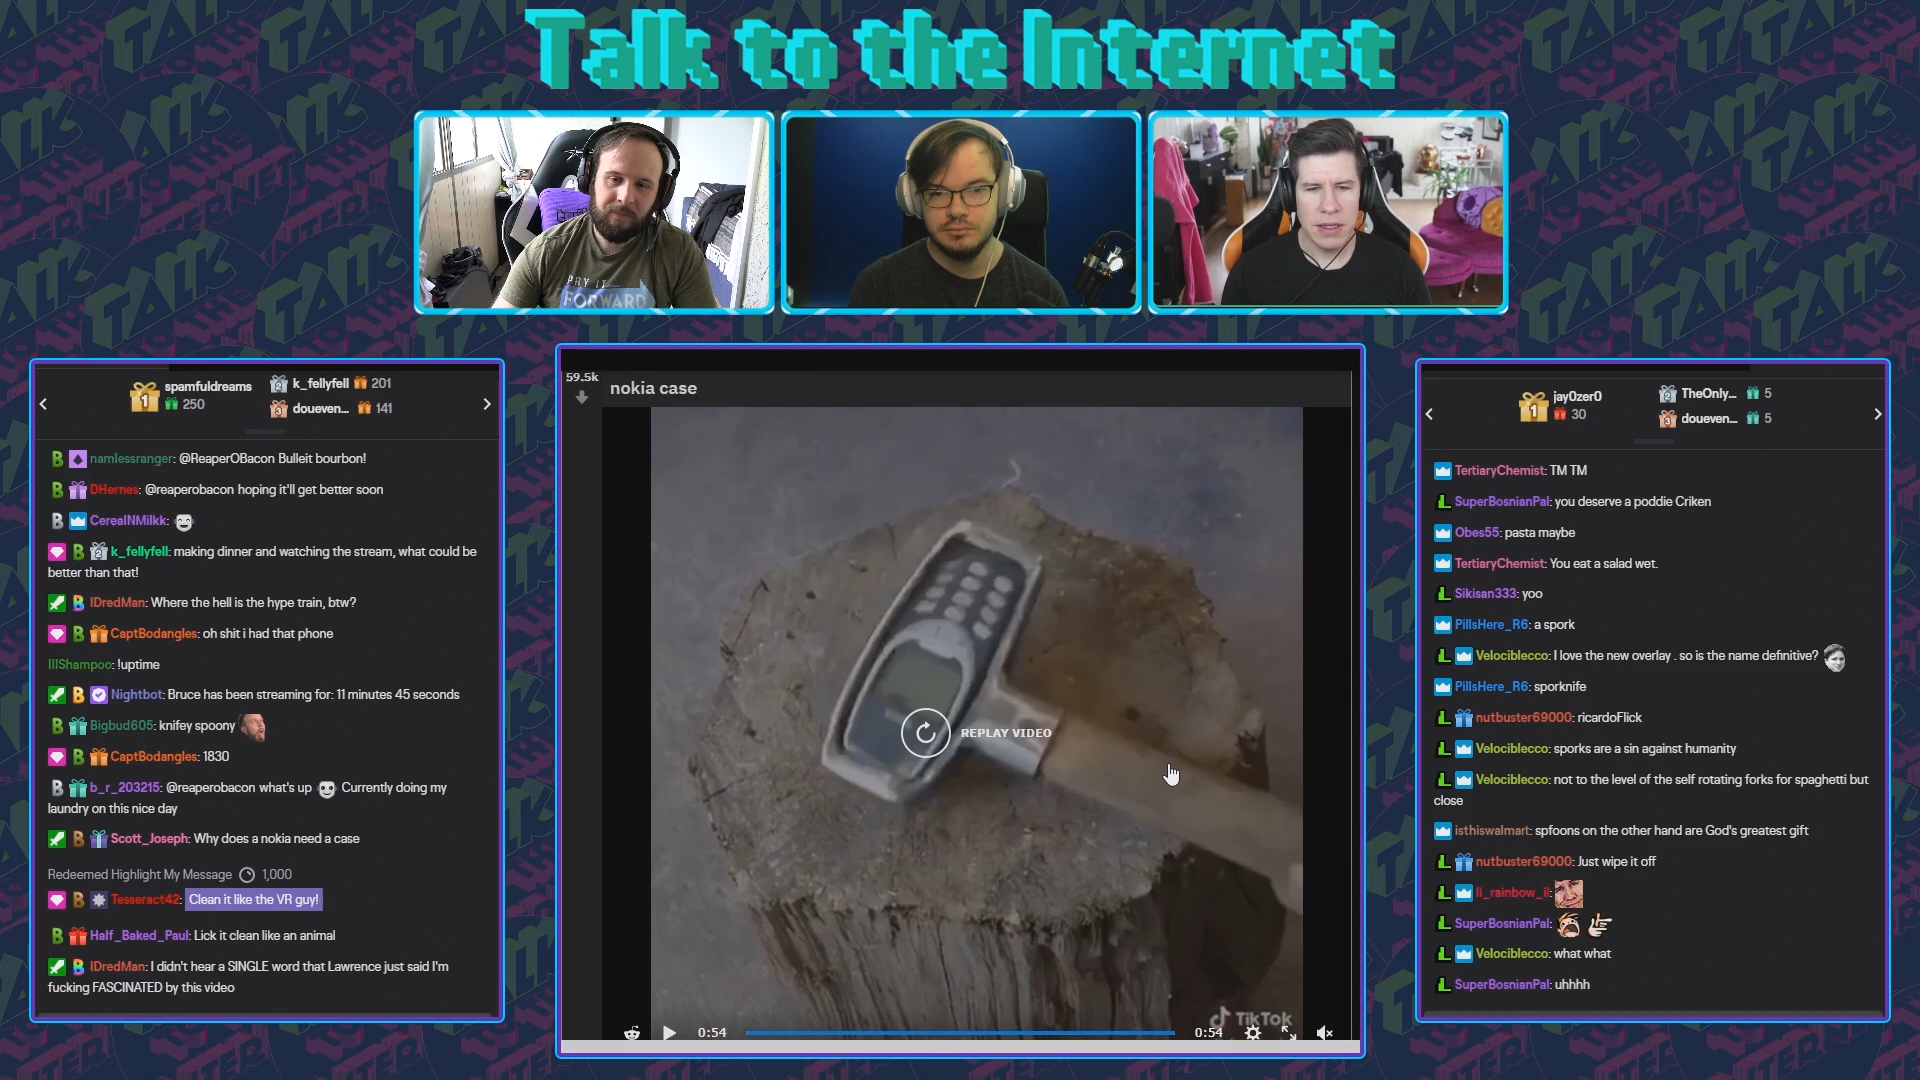 Talk to the Internet
PAY IT
FORWARD
spamfuldreams
250
k_fellyfell 201
doueven... 141
namlessranger: @ReaperOBacon Bulleit bourbon!
DHernes: @reaperobacon hoping it'll get better soon
CerealNMilkk:
k_fellyfell: making dinner and watching the stream, what could be
better than that!
IDredMan: Where the hell is the hype train, btw?
CaptBodangles: oh shit i had that phone
IIIShampoo: !uptime
Nightbot: Bruce has been streaming for: 11 minutes 45 seconds
Bigbud605: knifey spoony
CaptBodangles: 1830
b_r_203215: @reaperobacon what's up Currently doing my
laundry on this nice day
Scott_Joseph: Why does a nokia need a case
Redeemed Highlight My Message 1,000
Tesseract42: Clean it like the VR guy!
Half_Baked_Paul: Lick it clean like an animal
IDredMan: I didn't hear a SINGLE word that Lawrence just said I'm
fucking FASCINATED by this video
59.5k
nokia case
REPLAY VIDEO
TikTok
0:54
0:54
jay0zer0
30
TheOnly... 5
doueven... 5
TertiaryChemist: TM TM
SuperBosnianPal: you deserve a poddie Criken
Obes55: pasta maybe
TertiaryChemist: You eat a salad wet.
Sikisan333: yoo
PillsHere_R6: a spork
Velociblecco: I love the new overlay . so is the name definitive?
PillsHere_R6: sporknife
nutbuster69000: ricardoFlick
Velociblecco: sporks are a sin against humanity
Velociblecco: not to the level of the self rotating forks for spaghetti but
close
isthiswalmart: spfoons on the other hand are God's greatest gift
nutbuster69000: Just wipe it off
li_rainbow_il:
SuperBosnianPal:
Velociblecco: what what
SuperBosnianPal: uhhhh